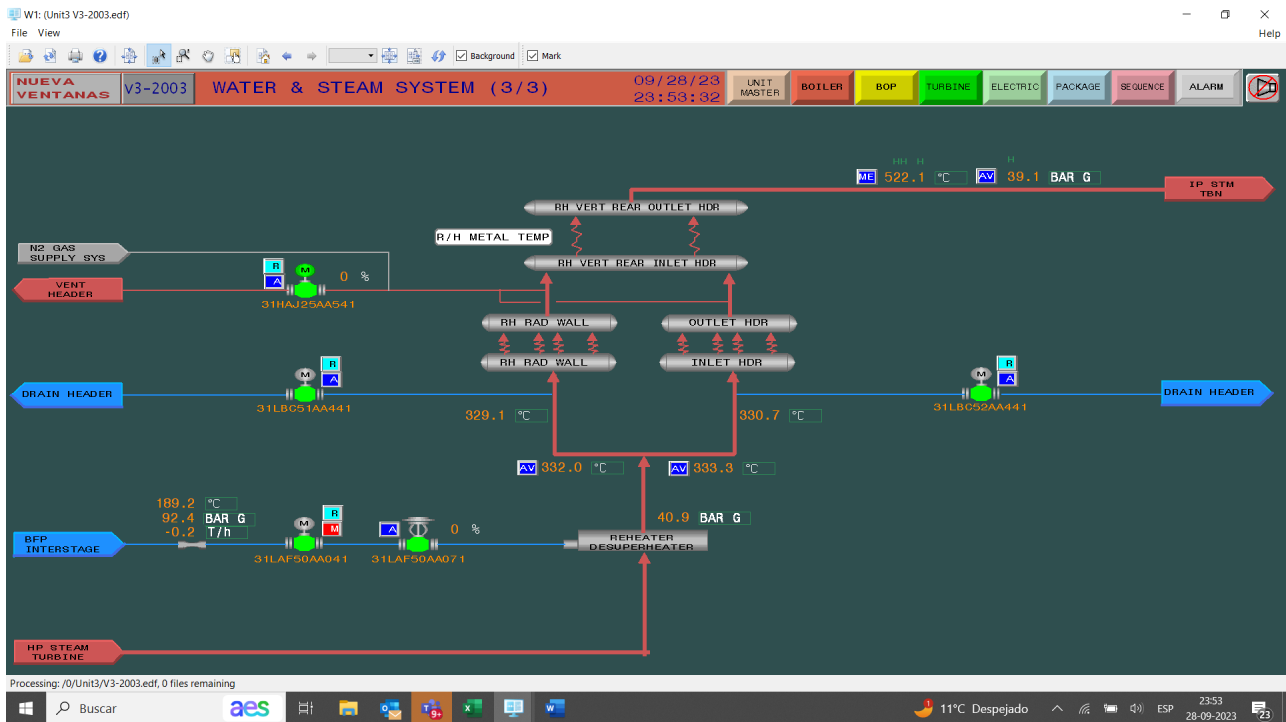 W1: (Unit3 V3-2003.edf)
File View
Help
Background
Mark
NUEVA
VENTANAS
V3-2003
WATER & STEAM SYSTEM (3/3)
09/28/23
23:53:32
UNIT
MASTER
BOILER
BOP
TURBINE
ELECTRIC
PACKAGE
SEQUENCE
ALARM
HH H
H
ME 522.1 °C
AV 39.1 BAR G
IP STM
TBN
RH VERT REAR OUTLET HDR
R/H METAL TEMP
N2 GAS
SUPPLY SYS
RH VERT REAR INLET HDR
R
A
M
0 %
VENT
HEADER
31HAJ25AA541
RH RAD WALL
OUTLET HDR
RH RAD WALL
INLET HDR
R
A
M
R
A
M
DRAIN HEADER
DRAIN HEADER
31LBC51AA441
31LBC52AA441
329.1 °C
330.7 °C
AV 332.0 °C
AV 333.3 °C
189.2 °C
92.4 BAR G
-0.2 T/h
R
M
M
A
0 %
40.9 BAR G
BFP
INTERSTAGE
REHEATER
DESUPERHEATER
31LAF50AA041
31LAF50AA071
HP STEAM
TURBINE
Processing: /0/Unit3/V3-2003.edf, 0 files remaining
Buscar
aes
9+
1
11°C Despejado
ESP
23:53
28-09-2023
23